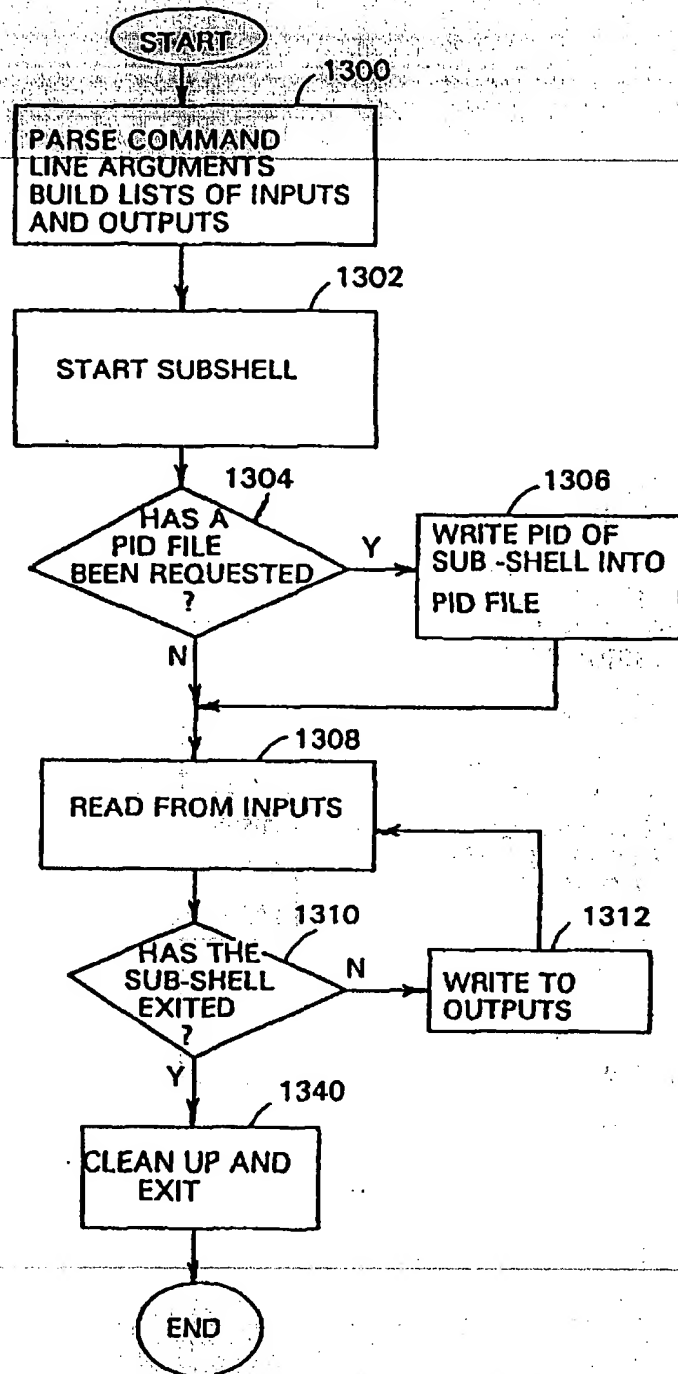 START
1300
PARSE COMMAND
LINE ARGUMENTS
BUILD LISTS OF INPUTS
AND OUTPUTS
1302
START SUBSHELL
1304
HAS A
PID FILE
BEEN REQUESTED
?
Y
N
1306
WRITE PID OF
SUB -SHELL INTO
PID FILE
1308
READ FROM INPUTS
1310
HAS THE
SUB-SHELL
EXITED
?
N
Y
1312
WRITE TO
OUTPUTS
1340
CLEAN UP AND
EXIT
END